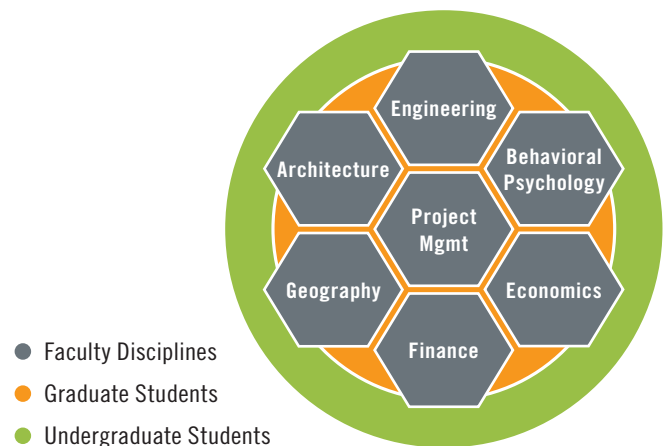 Engineering
Architecture
Behavioral
Psychology
Project
Mgmt
Geography
Economics
Finance
Faculty Disciplines
Graduate Students
Undergraduate Students